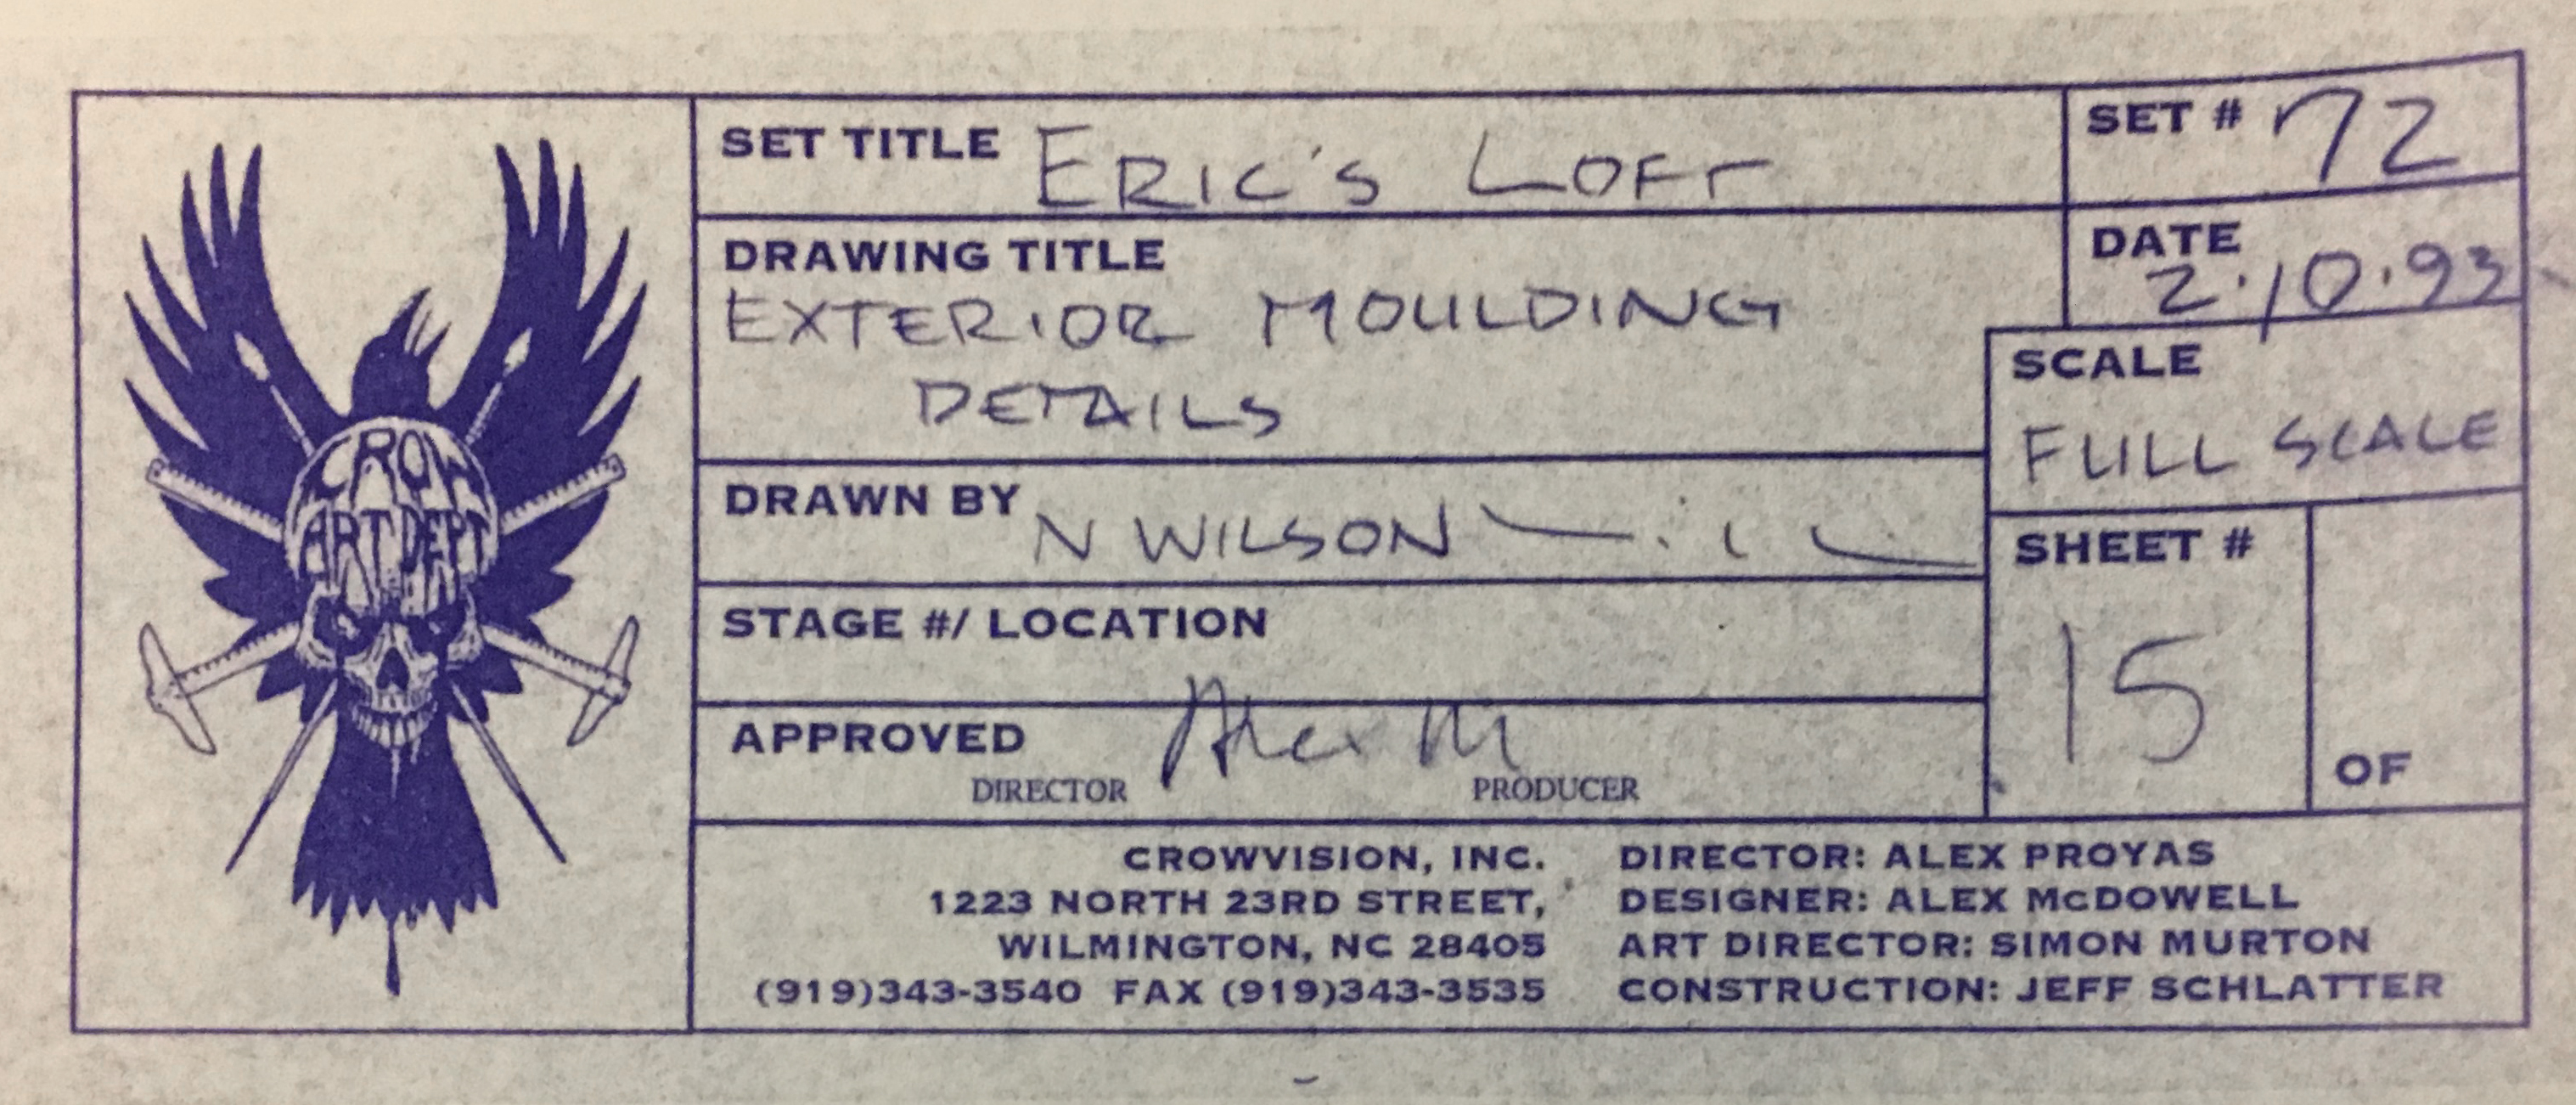 CROW
ART DEPT
SET TITLE ERIC'S LOFT
SET # 72
DRAWING TITLE
EXTERIOR MOULDING
DETAILS
DATE
2·10·93
SCALE
FULL SCALE
DRAWN BY N WILSON
SHEET #
15
OF
STAGE #/ LOCATION
APPROVED Alex M
DIRECTOR PRODUCER
CROWVISION, INC.
1223 NORTH 23RD STREET,
WILMINGTON, NC 28405
(919)343-3540 FAX (919)343-3535
DIRECTOR: ALEX PROYAS
DESIGNER: ALEX McDOWELL
ART DIRECTOR: SIMON MURTON
CONSTRUCTION: JEFF SCHLATTER